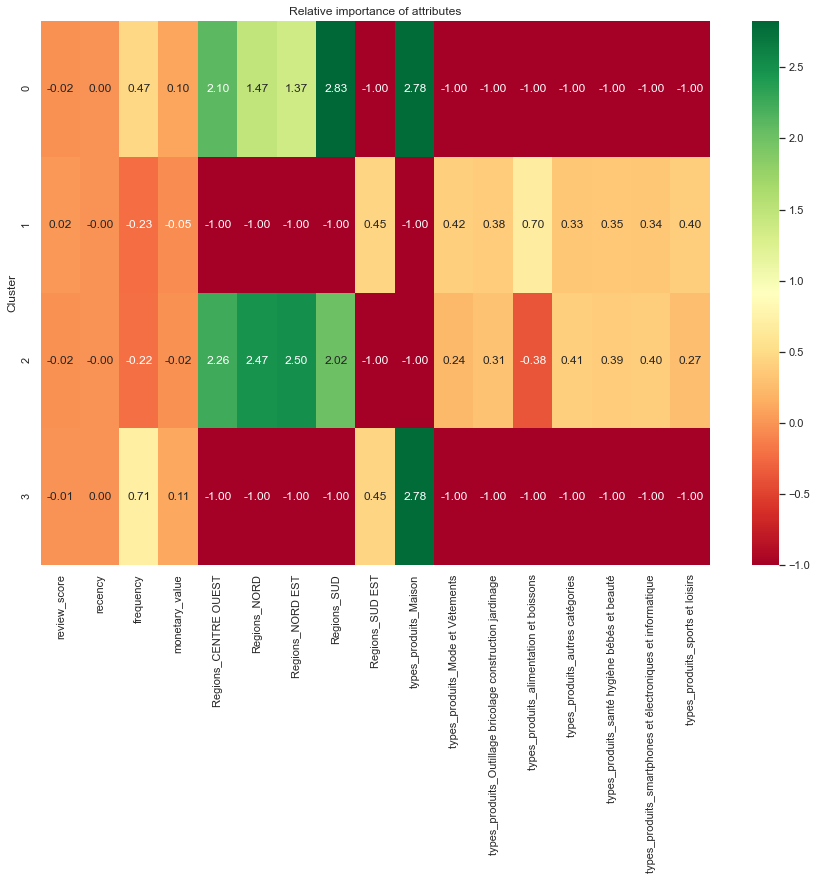 Relative importance of attributes
0
-0.02 0.00 0.47 0.10 2.10 1.47 1.37 2.83 -1.00 2.78 -1.00 -1.00 -1.00 -1.00 -1.00 -1.00 -1.00
1
0.02 -0.00 -0.23 -0.05 -1.00 -1.00 -1.00 -1.00 0.45 -1.00 0.42 0.38 0.70 0.33 0.35 0.34 0.40
Cluster
2
-0.02 -0.00 -0.22 -0.02 2.26 2.47 2.50 2.02 -1.00 -1.00 0.24 0.31 -0.38 0.41 0.39 0.40 0.27
3
-0.01 0.00 0.71 0.11 -1.00 -1.00 -1.00 -1.00 0.45 2.78 -1.00 -1.00 -1.00 -1.00 -1.00 -1.00 -1.00
review_score
recency
frequency
monetary_value
Regions_CENTRE OUEST
Regions_NORD
Regions_NORD EST
Regions_SUD
Regions_SUD EST
types_produits_Maison
types_produits_Mode et Vêtements
types_produits_Outillage bricolage construction jardinage
types_produits_alimentation et boissons
types_produits_autres catégories
types_produits_santé hygiène bébés et beauté
types_produits_smartphones et électroniques et informatique
types_produits_sports et loisirs
2.5
2.0
1.5
1.0
0.5
0.0
−0.5
−1.0